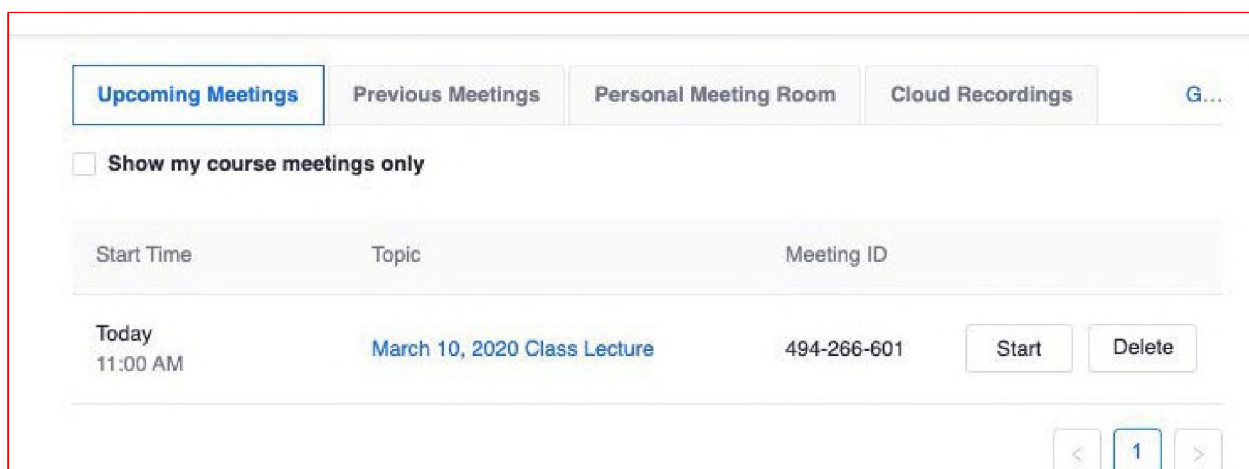 Upcoming Meetings Previous Meetings Personal Meeting Room Cloud Recordings G...
Show my course meetings only
Start Time Topic Meeting ID
Today
11:00 AM March 10, 2020 Class Lecture 494-266-601 Start Delete
< 1 >